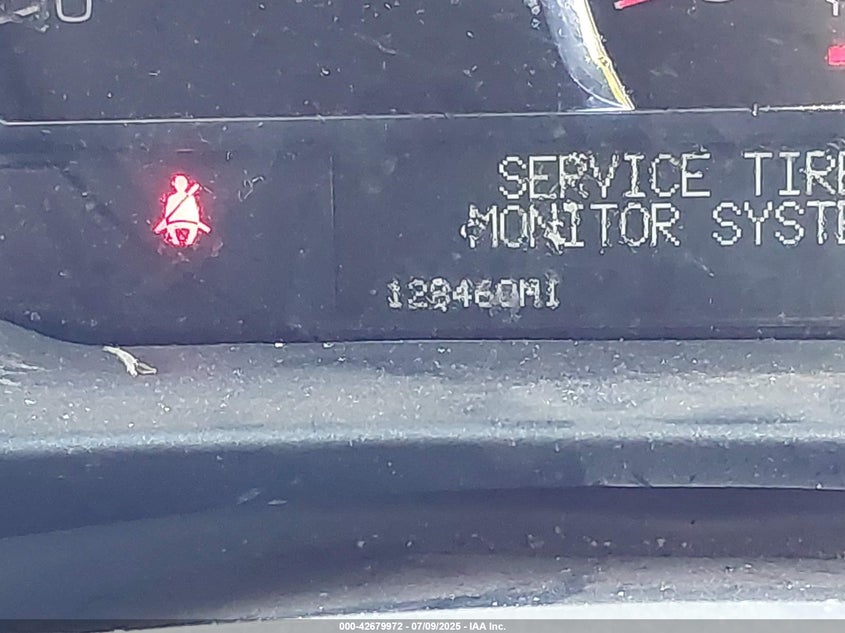 SERVICE TIRE
MONITOR SYSTE
128460MI
000-42679972 - 07/09/2025 - IAA Inc.